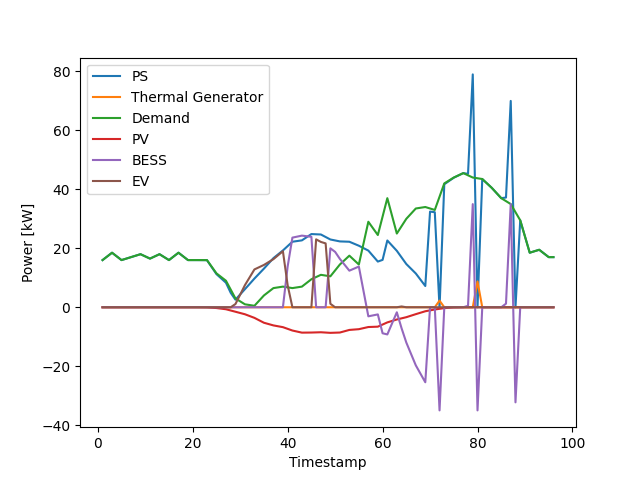 PS
Thermal Generator
Demand
PV
BESS
EV
80
60
40
20
0
−20
−40
Power [kW]
0 20 40 60 80 100
Timestamp